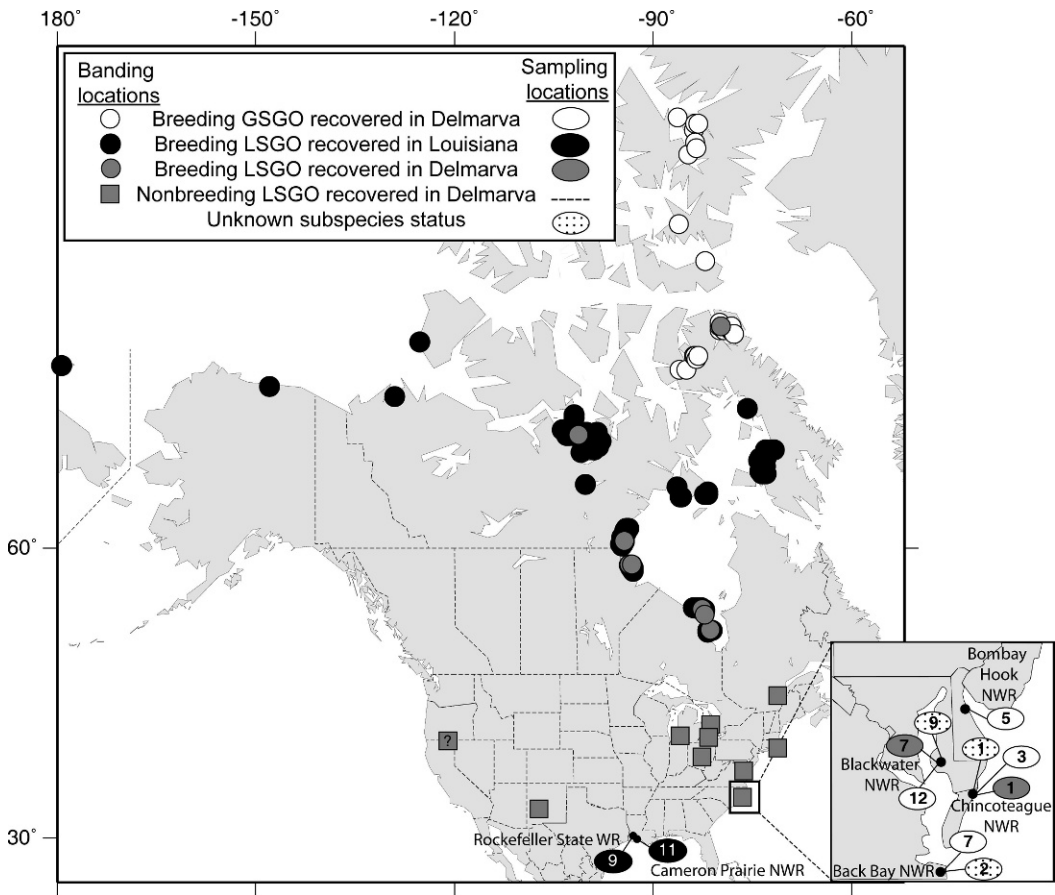 180
-150
-120
-90
-60
Banding locations
Sampling locations
Breeding GSGO recovered in Delmarva
Breeding LSGO recovered in Louisiana
Breeding LSGO recovered in Delmarva
Nonbreeding LSGO recovered in Delmarva
Unknown subspecies status
60°
30°
?
Rockefeller State WR
9
11
Cameron Prairie NWR
Bombay
Hook
NWR
5
9
7
1
3
Blackwater
NWR
12
1
Chincoteague
NWR
7
Back Bay NWR
2